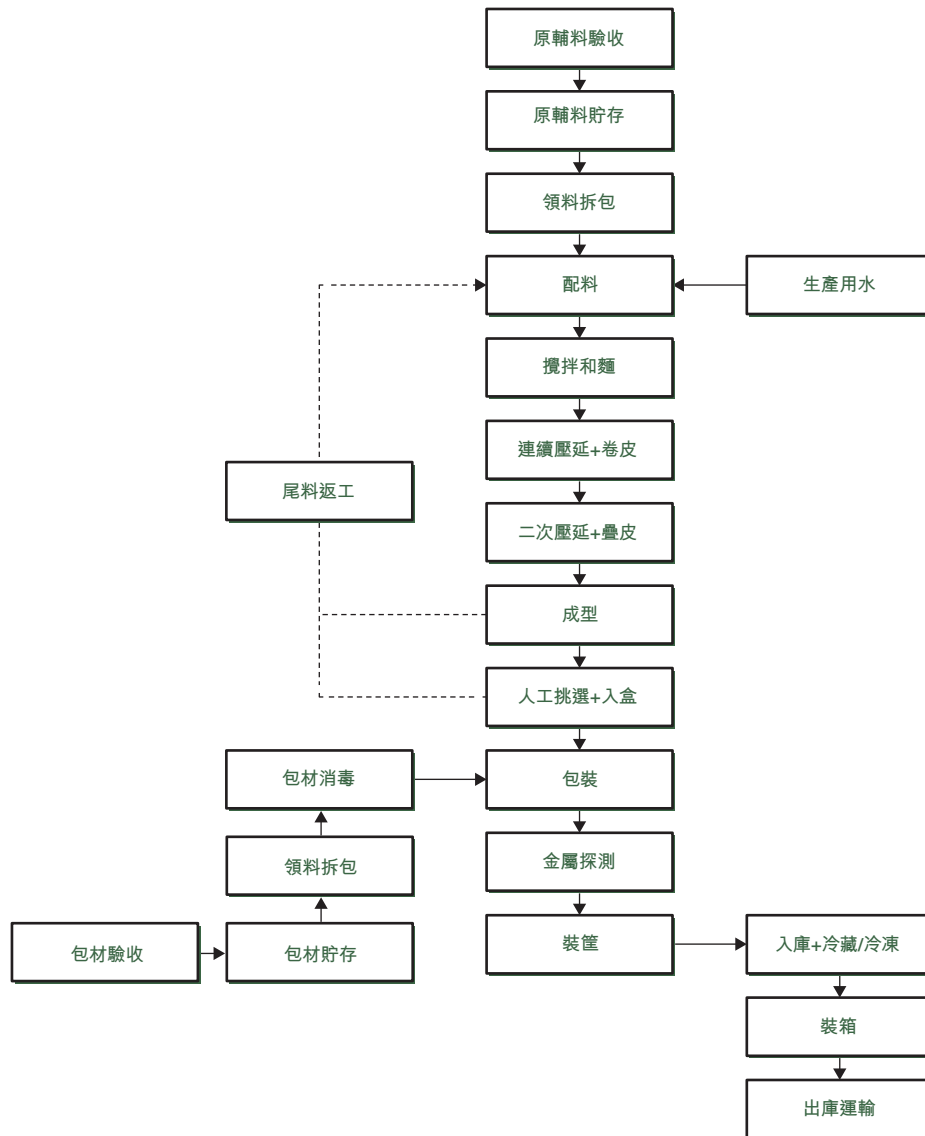 原輔料驗收
原輔料貯存
領料拆包
配料
生產用水
攪拌和麵
連續壓延+卷皮
尾料返工
二次壓延+疊皮
成型
人工挑選+入盒
包材消毒
包裝
領料拆包
金屬探測
包材驗收
包材貯存
裝筐
入庫+冷藏/冷凍
裝箱
出庫運輸